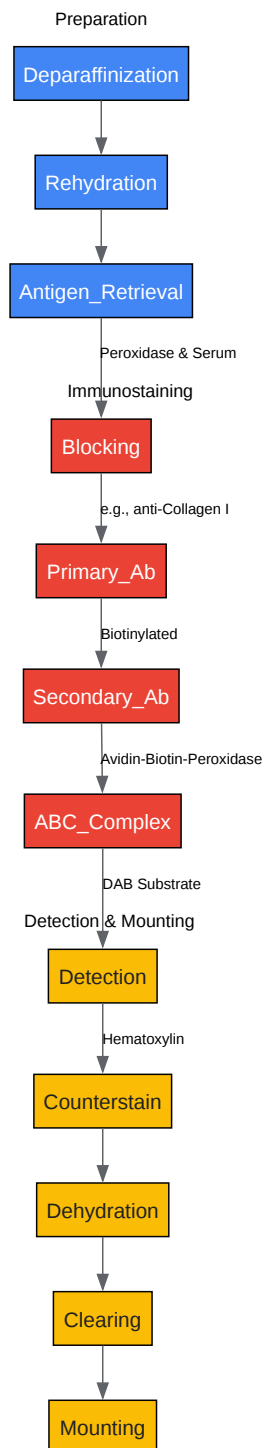 Preparation
Deparaffinization
Rehydration
Antigen_Retrieval
Peroxidase & Serum
Immunostaining
Blocking
e.g., anti-Collagen I
Primary_Ab
Biotinylated
Secondary_Ab
Avidin-Biotin-Peroxidase
ABC_Complex
DAB Substrate
Detection & Mounting
Detection
Hematoxylin
Counterstain
Dehydration
Clearing
Mounting